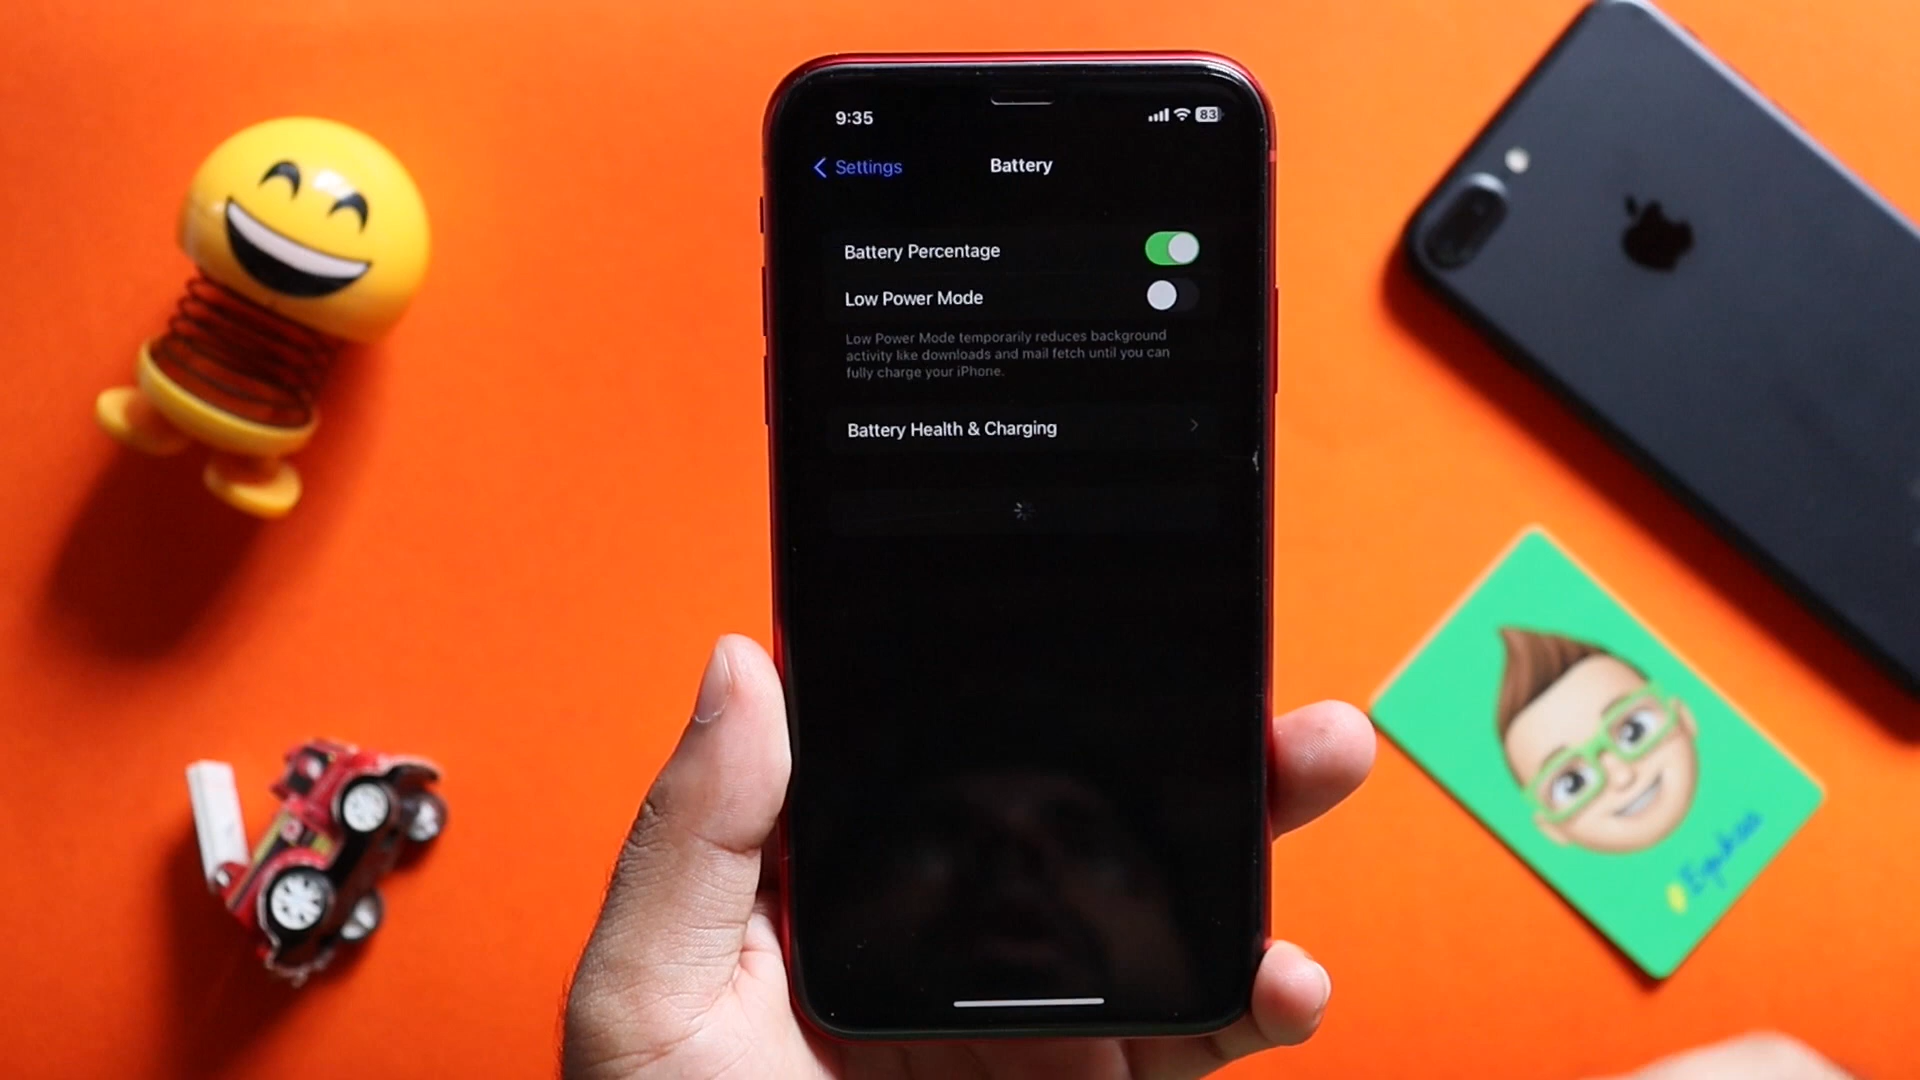 9:35
83
Settings
Battery
Battery Percentage
Low Power Mode
Low Power Mode temporarily reduces background
activity like downloads and mail fetch until you can
fully charge your iPhone.
Battery Health & Charging